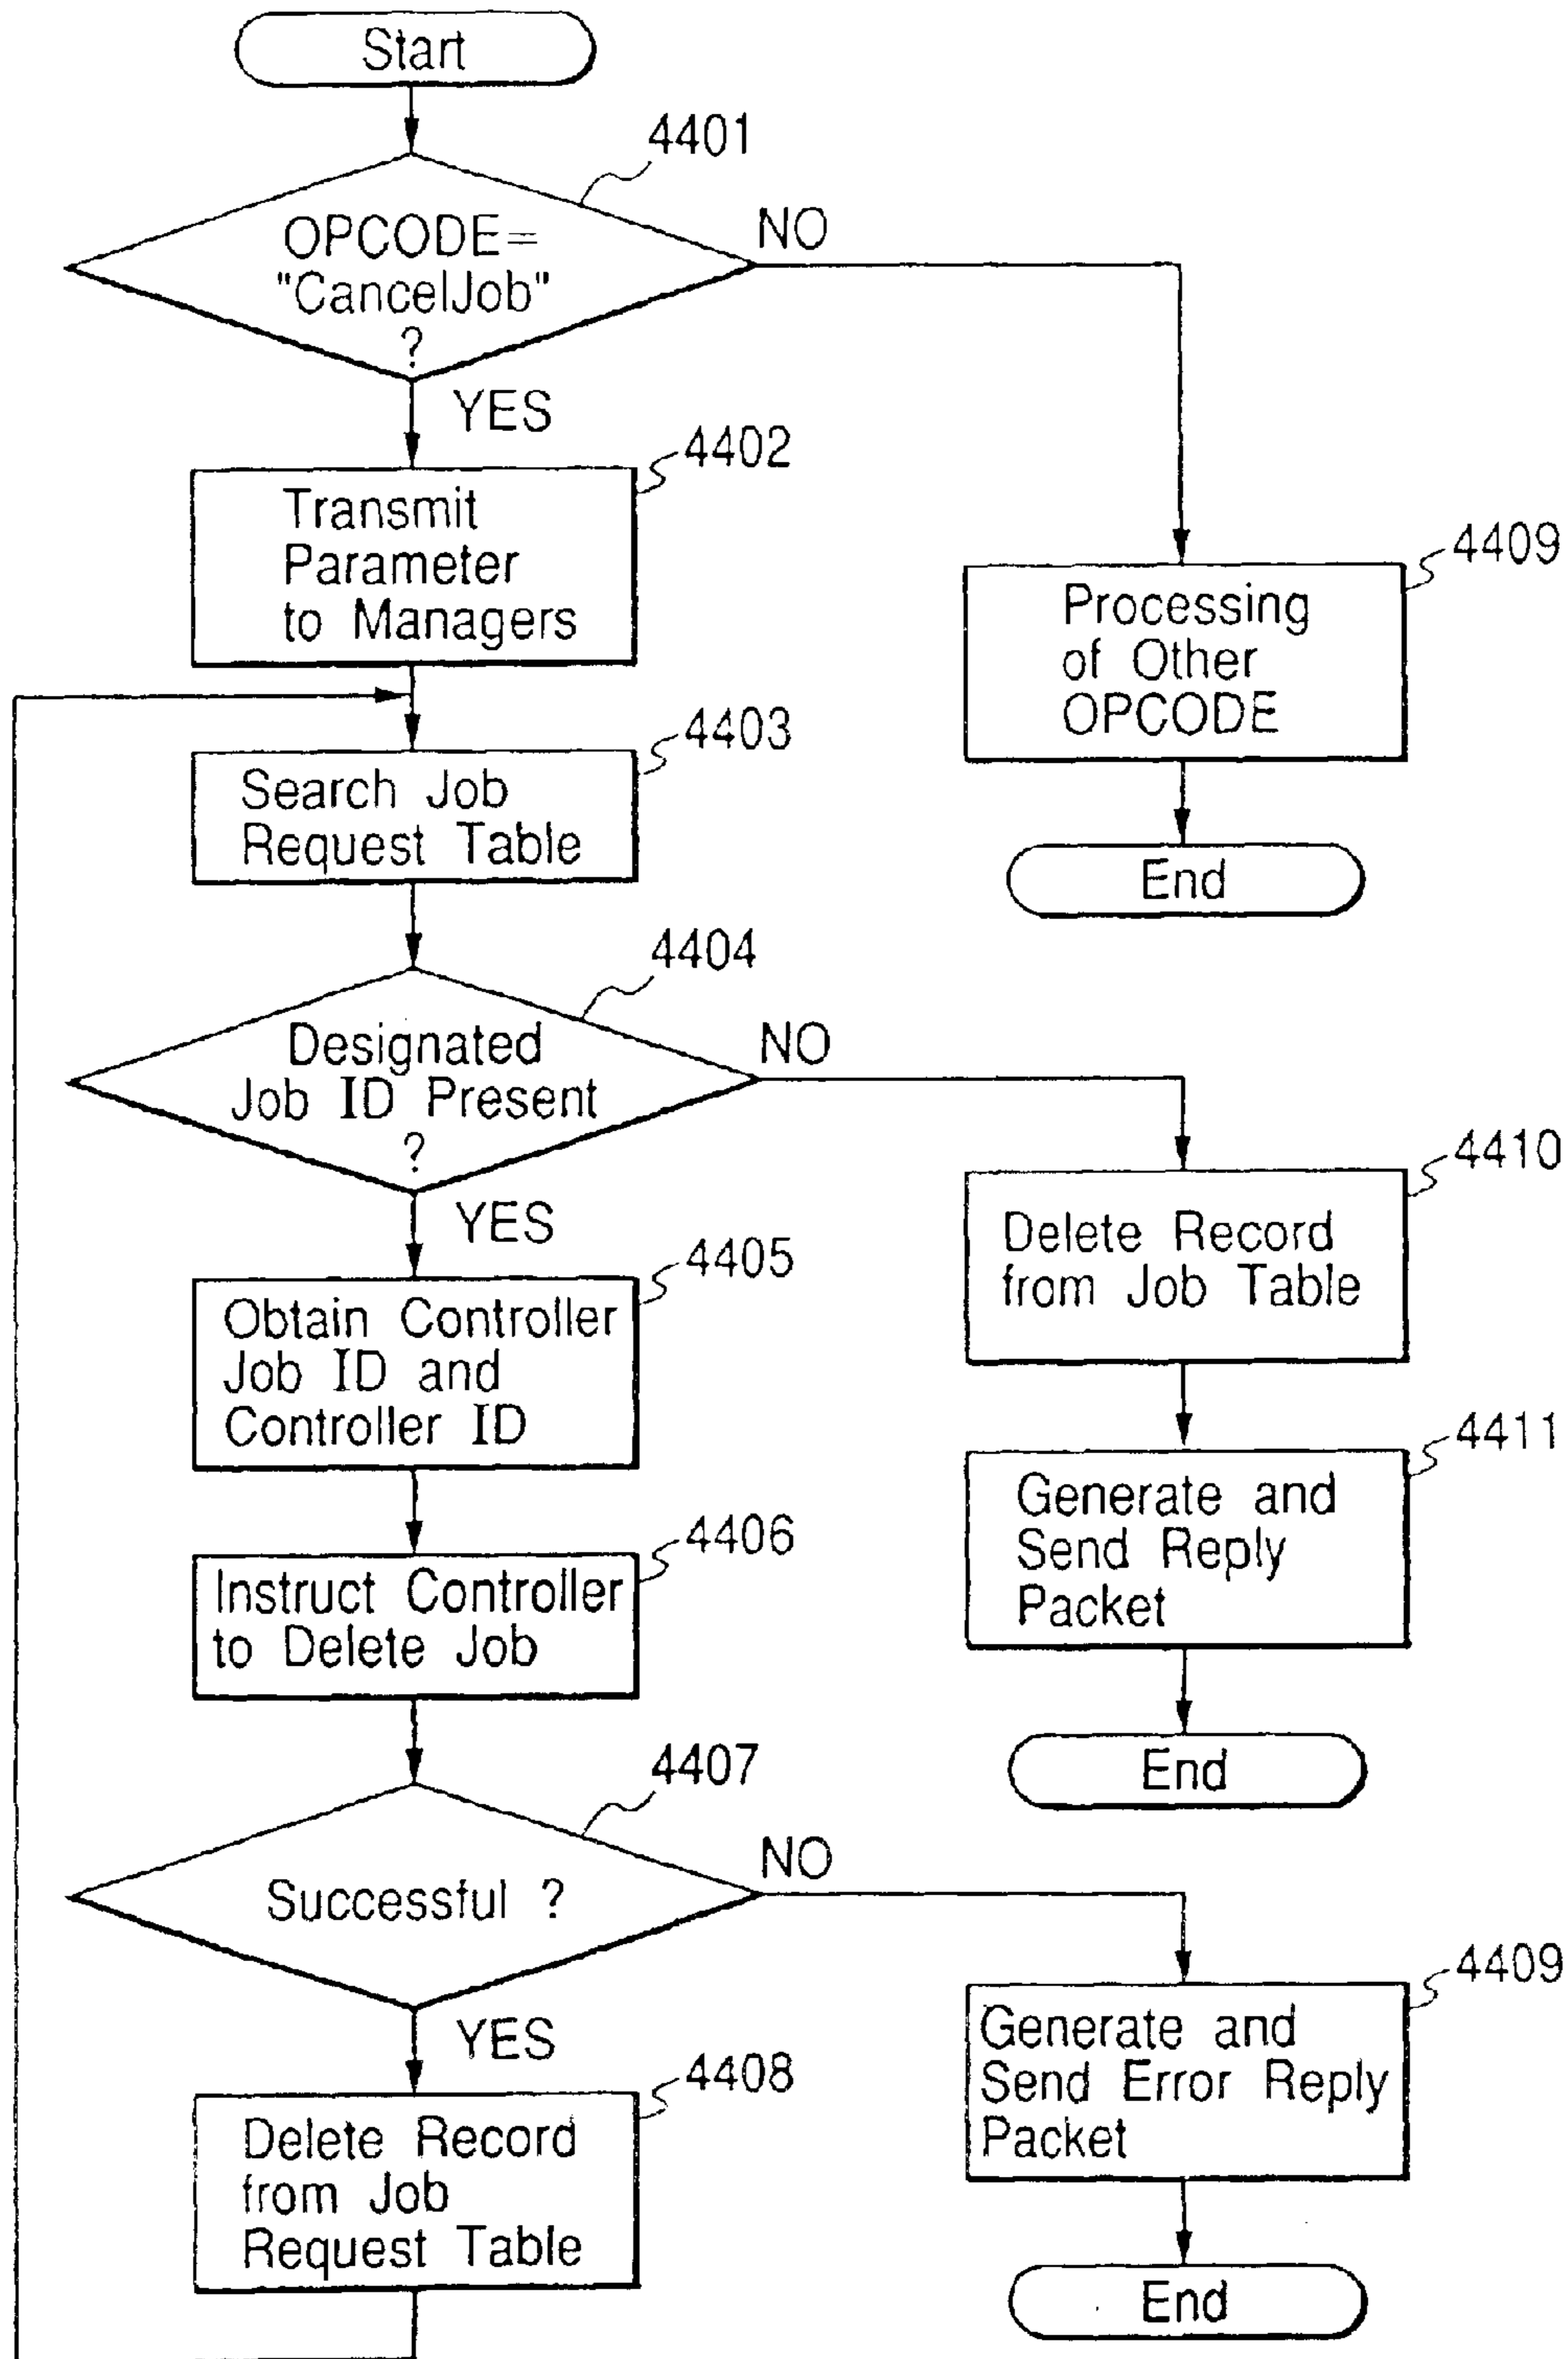 Start
4401
OPCODE=
"CancelJob"
?
NO
YES
4402
Transmit
Parameter
to Managers
4409
Processing
of Other
OPCODE
End
4403
Search Job
Request Table
4404
Designated
Job ID Present
?
NO
YES
4410
Delete Record
from Job Table
4405
Obtain Controller
Job ID and
Controller ID
4411
Generate and
Send Reply
Packet
End
4406
Instruct Controller
to Delete Job
4407
Successful ?
NO
YES
4409
Generate and
Send Error Reply
Packet
End
4408
Delete Record
from Job
Request Table